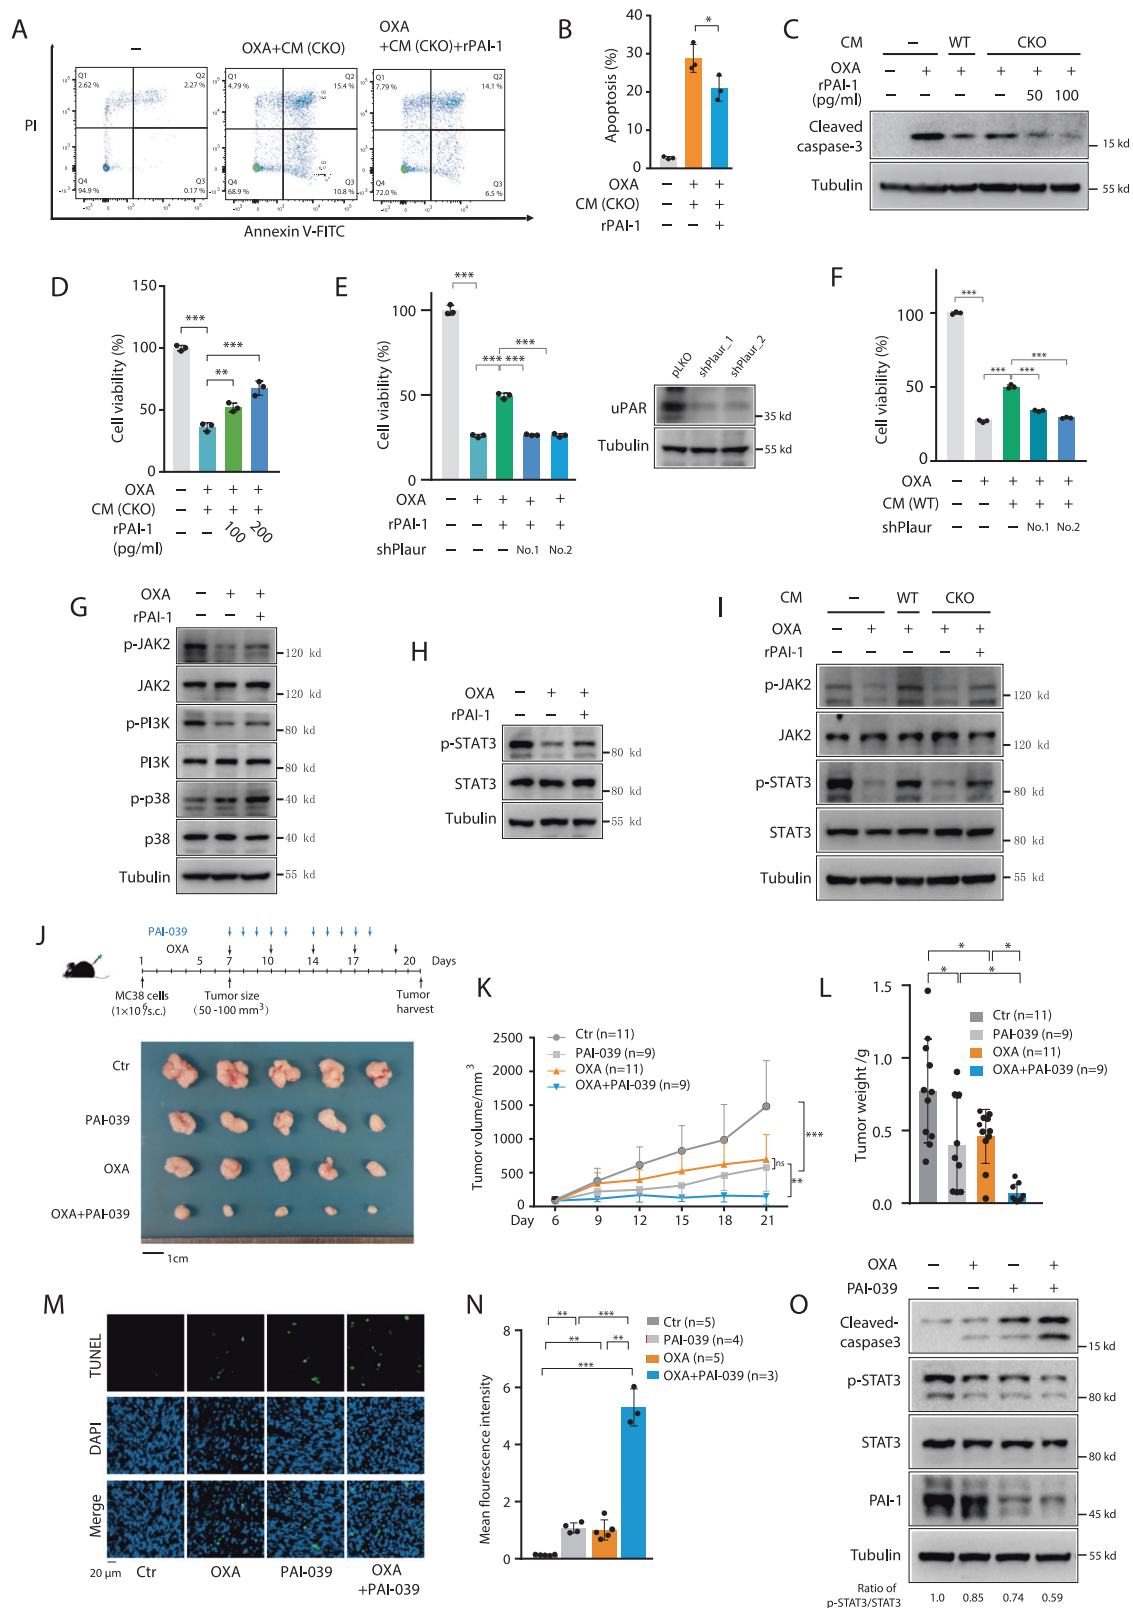 A
–
OXA+CM (CKO)
OXA
+CM (CKO)+rPAI-1
Q1
2.62 %
Q2
2.27 %
Q4
94.9 %
Q3
0.17 %
Q1
4.79 %
Q2
15.4 %
Q4
68.9 %
Q3
10.8 %
Q1
7.79 %
Q2
14.1 %
Q4
72.0 %
Q3
6.5 %
PI
Annexin V-FITC
B
*
Apoptosis (%)
40
30
20
10
0
OXA – + +
CM (CKO) – + +
rPAI-1 – – +
C
CM – WT CKO
OXA – + + + + +
rPAI-1
(pg/ml) 50 100
Cleaved
caspase-3
15 kd
Tubulin
55 kd
D
Cell viability (%)
150
100
50
0
*** *** **
OXA – + + +
CM (CKO) – + + +
rPAI-1
(pg/ml) – – 100 200
E
Cell viability (%)
100
50
0
*** *** *** ***
OXA – + + + +
rPAI-1 – – + + +
shPlaur – – – No.1 No.2
pLKO shPlaur_1 shPlaur_2
uPAR
35 kd
Tubulin
55 kd
F
Cell viability (%)
100
50
0
*** *** *** ***
OXA – + + + +
CM (WT) – – + + +
shPlaur – – – No.1 No.2
G
OXA – + +
rPAI-1 – – +
p-JAK2 120 kd
JAK2 120 kd
p-PI3K 80 kd
PI3K 80 kd
p-p38 40 kd
p38 40 kd
Tubulin 55 kd
H
OXA – + +
rPAI-1 – – +
p-STAT3 80 kd
STAT3 80 kd
Tubulin 55 kd
I
CM – WT CKO
OXA – + + + +
rPAI-1 – – – – +
p-JAK2 120 kd
JAK2 120 kd
p-STAT3 80 kd
STAT3 80 kd
Tubulin 55 kd
J
PAI-039
OXA
1 5 7 10 14 17 20 Days
MC38 cells
(1×10⁶/s.c.)
Tumor size
(50 -100 mm³)
Tumor
harvest
Ctr
PAI-039
OXA
OXA+PAI-039
1cm
K
Tumor volume/mm³
2500
2000
1500
1000
500
0
Day 6 9 12 15 18 21
Ctr (n=11)
PAI-039 (n=9)
OXA (n=11)
OXA+PAI-039 (n=9)
***
ns
**
L
* *
* *
Tumor weight /g
1.5
1.0
0.5
0.0
Ctr (n=11)
PAI-039 (n=9)
OXA (n=11)
OXA+PAI-039 (n=9)
M
TUNEL
DAPI
Merge
20 μm
Ctr OXA PAI-039 OXA
+PAI-039
N
Mean flourescence intensity
8
6
4
2
0
** ***
** **
***
Ctr (n=5)
PAI-039 (n=4)
OXA (n=5)
OXA+PAI-039 (n=3)
O
OXA – + – +
PAI-039 – – + +
Cleaved-
caspase3
15 kd
p-STAT3 80 kd
STAT3 80 kd
PAI-1 45 kd
Tubulin 55 kd
Ratio of
p-STAT3/STAT3 1.0 0.85 0.74 0.59